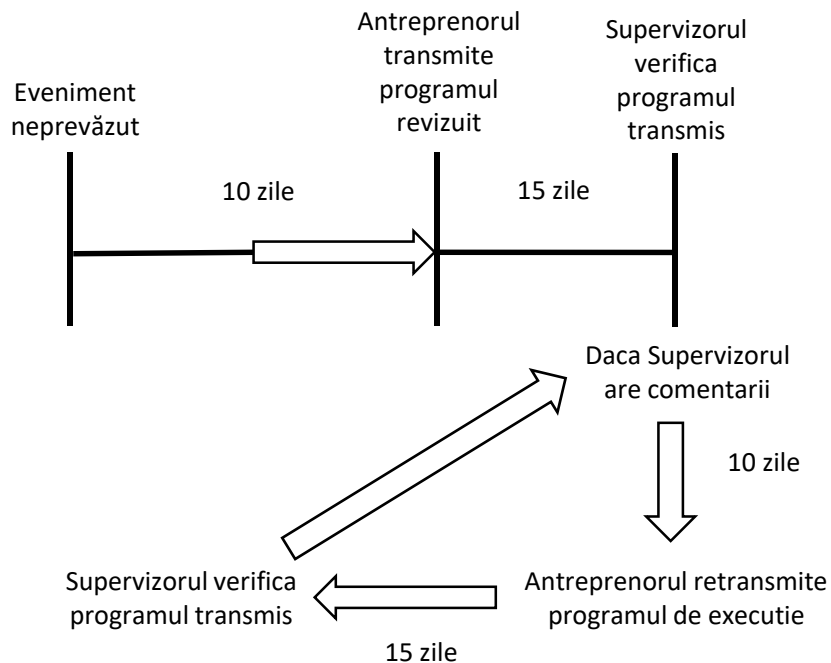 Eveniment
neprevăzut
Antreprenorul
transmite
programul
revizuit
Supervizorul
verifica
programul
transmis
10 zile
15 zile
Daca Supervizorul
are comentarii
10 zile
Antreprenorul retransmite
programul de executie
Supervizorul verifica
programul transmis
15 zile